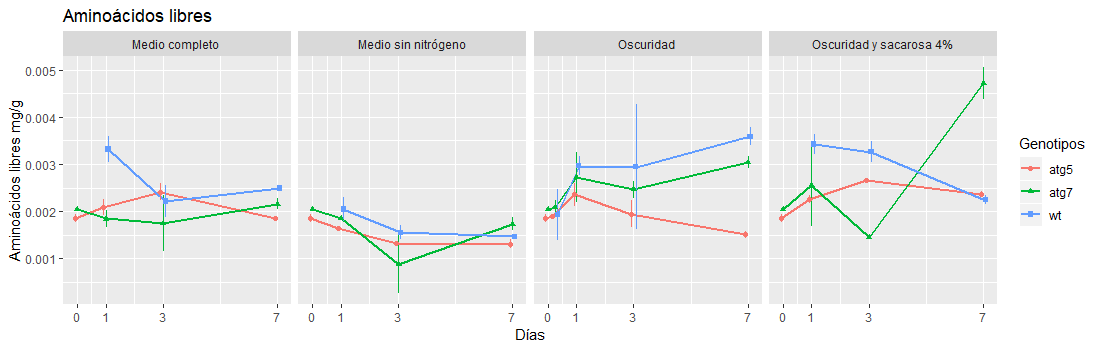 Aminoácidos libres
Medio completo
Medio sin nitrógeno
Oscuridad
Oscuridad y sacarosa 4%
Aminoácidos libres mg/g
0.005
0.004
0.003
0.002
0.001
0 1 3 7
0 1 3 7
0 1 3 7
0 1 3 7
Días
Genotipos
atg5
atg7
wt